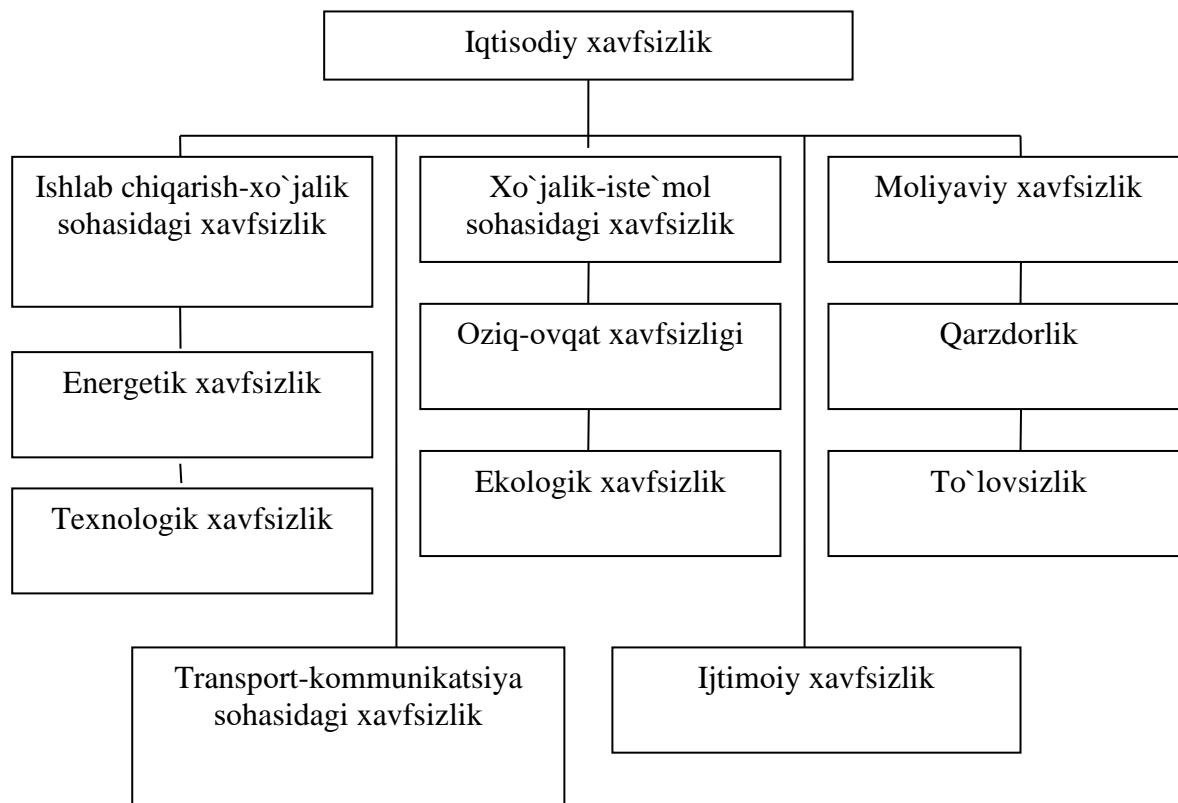 Iqtisodiy xavfsizlik
Ishlab chiqarish-xo`jalik
sohasidagi xavfsizlik
Xo`jalik-iste`mol
sohasidagi xavfsizlik
Moliyaviy xavfsizlik
Energetik xavfsizlik
Oziq-ovqat xavfsizligi
Qarzdorlik
Texnologik xavfsizlik
Ekologik xavfsizlik
To`lovsizlik
Transport-kommunikatsiya
sohasidagi xavfsizlik
Ijtimoiy xavfsizlik